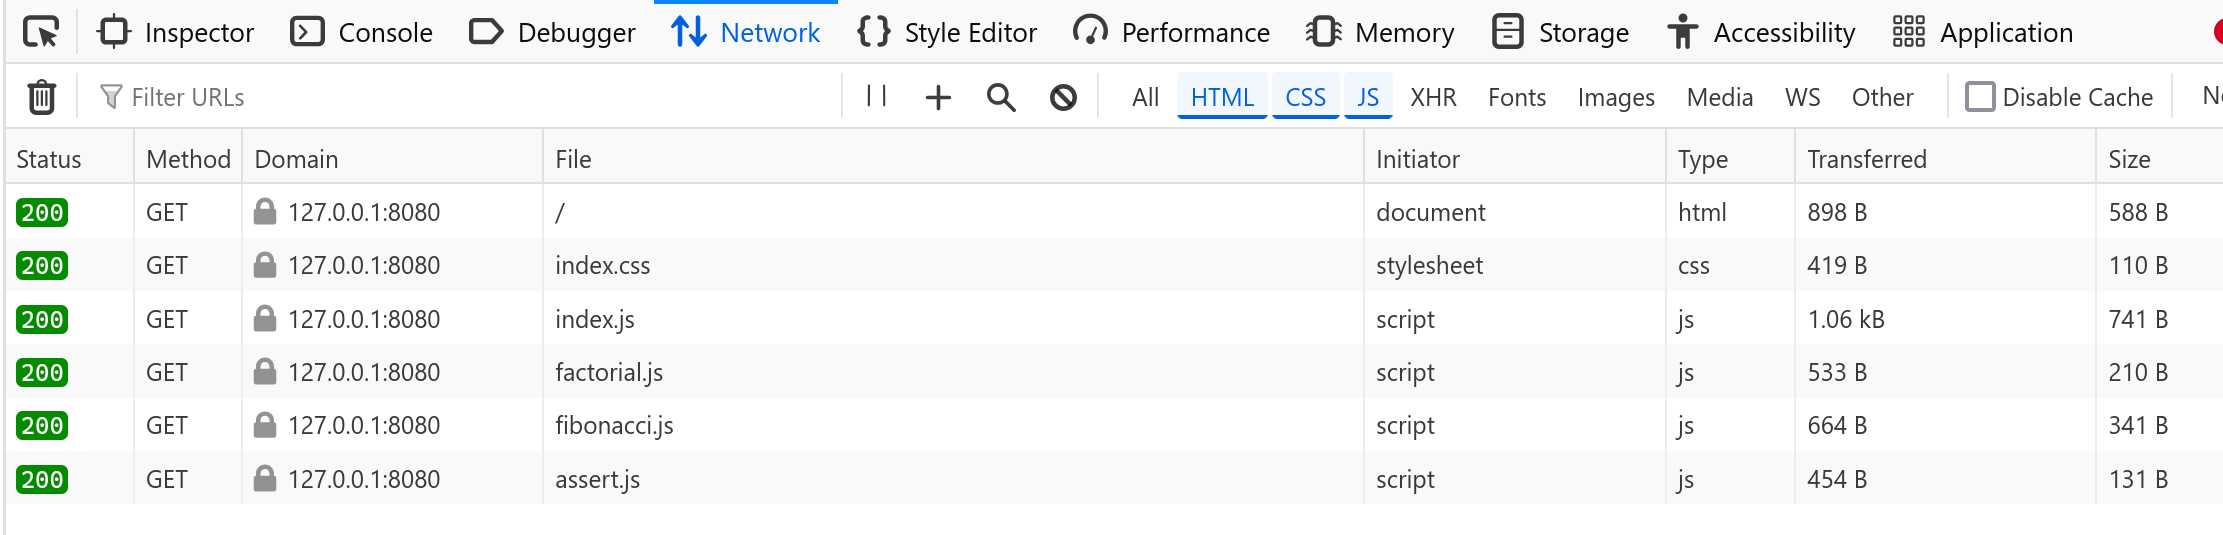 Inspector Console Debugger Network Style Editor Performance Memory Storage Accessibility Application
Filter URLs All HTML CSS JS XHR Fonts Images Media WS Other Disable Cache
Status Method Domain File Initiator Type Transferred Size
200 GET 127.0.0.1:8080 / document html 898 B 588 B
200 GET 127.0.0.1:8080 index.css stylesheet css 419 B 110 B
200 GET 127.0.0.1:8080 index.js script js 1.06 kB 741 B
200 GET 127.0.0.1:8080 factorial.js script js 533 B 210 B
200 GET 127.0.0.1:8080 fibonacci.js script js 664 B 341 B
200 GET 127.0.0.1:8080 assert.js script js 454 B 131 B